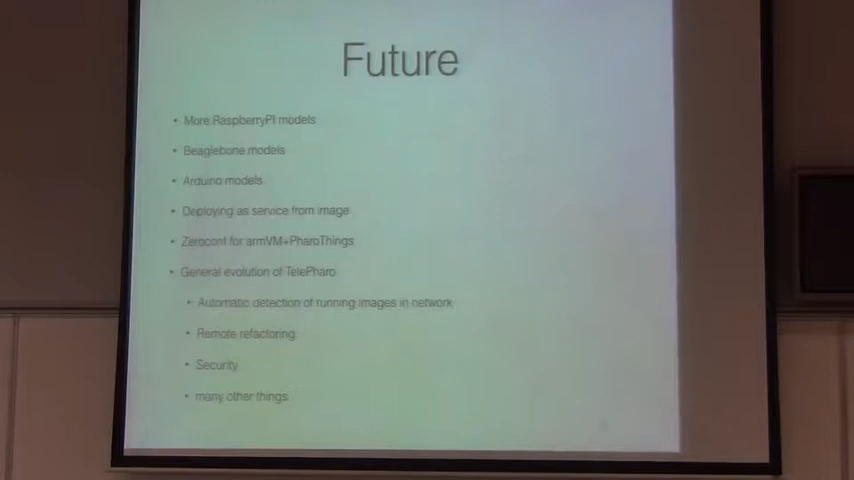 Future
• More RaspberryPI models
• Beaglebone models
• Arduino models
• Deploying as service from image
• Zeroconf for armVM+PharoThings
• General evolution of TelePharo
• Automatic detection of running images in network
• Remote refactoring
• Security
• many other things